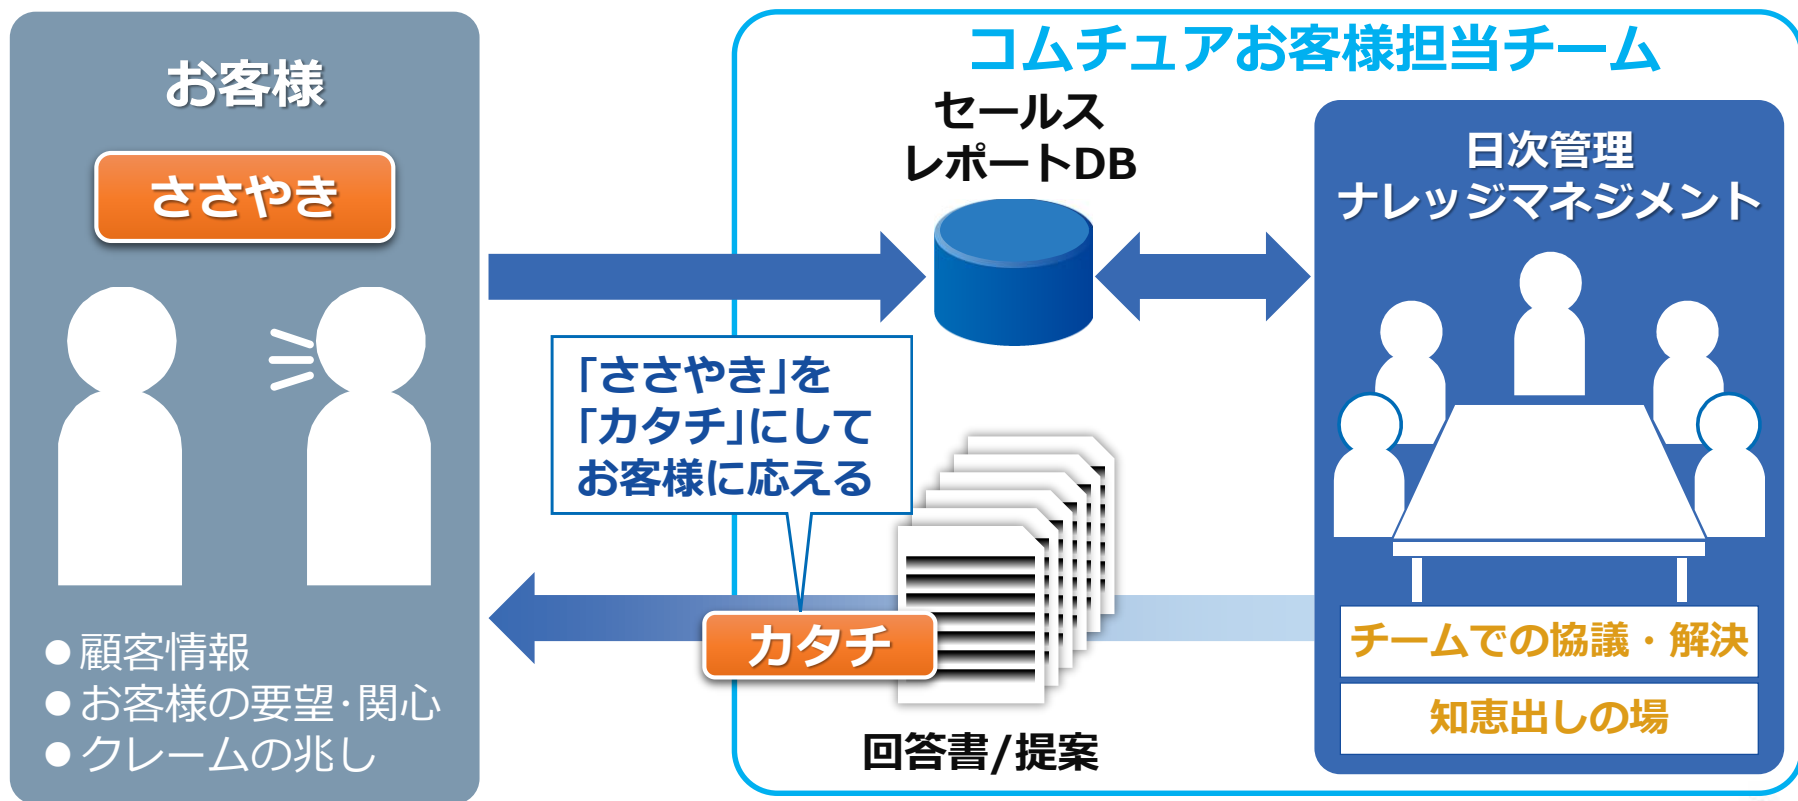 お客様
ささやき
● 顧客情報
● お客様の要望･関心
● クレームの兆し
コムチュアお客様担当チーム
セールス
レポートDB
「ささやき」を
「カタチ」にして
お客様に応える
カタチ
回答書/提案
日次管理
ナレッジマネジメント
チームでの協議・解決
知恵出しの場